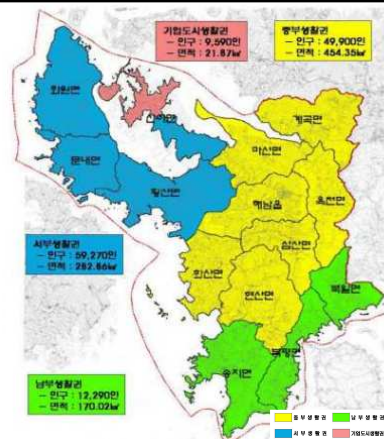 기업도시생활권
- 인구 : 9,590인
- 면적 : 21.87㎢
중부생활권
- 인구 : 49,900인
- 면적 : 454.35㎢
화원면
산이면
계곡면
마산면
문내면
황산면
옥천면
해남읍
삼산면
화산면
현산면
북일면
서부생활권
- 인구 : 59,270인
- 면적 : 282.86㎢
북평면
송지면
남부생활권
- 인구 : 12,290인
- 면적 : 170.02㎢
중부생활권 남부생활권
서부생활권 기업도시생활권